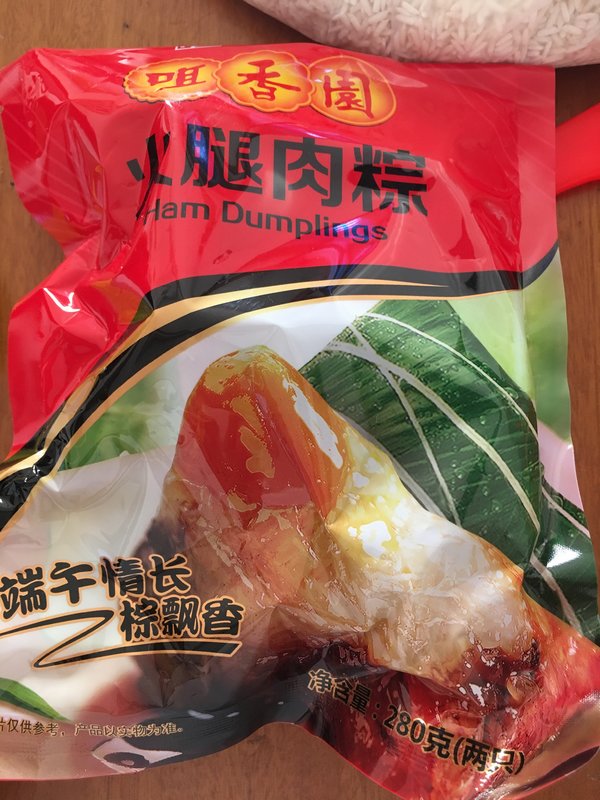 咀香園
火腿肉粽
Ham Dumplings
端午情长
棕飘香
片仅供参考，产品以实物为准。
净含量：280克(两只)